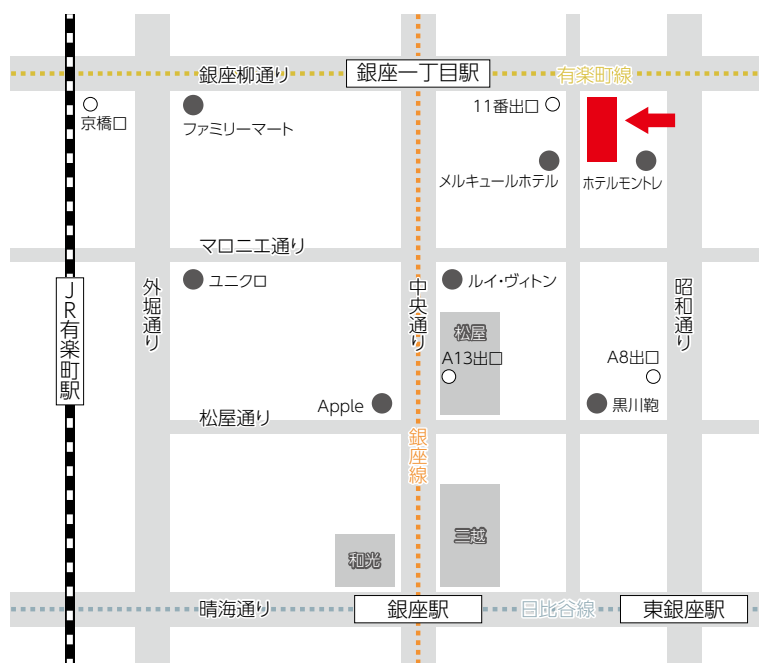 銀座柳通り
銀座一丁目駅
有楽町線
京橋口
ファミリーマート
11番出口
メルキュールホテル
ホテルモントレ
マロニエ通り
ユニクロ
ルイ・ヴィトン
JR有楽町駅
外堀通り
中央通り
昭和通り
松屋
A13出口
A8出口
Apple
黒川鞄
松屋通り
銀座線
和光
三越
晴海通り
銀座駅
日比谷線
東銀座駅